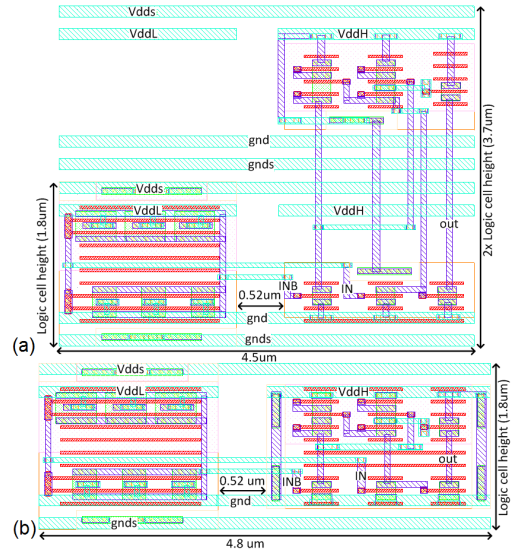 Vdds
VddL VddH
gnd
gnds
Vdds
VddL VddH
out
INB IN
0.52um
gnd
gnds
Logic cell height (1.8um)
2x Logic cell height (3.7um)
(a)
4.5um
Vdds
VddL VddH
out
0.52 um
INB IN
gnd
gnds
Logic cell height (1.8um)
(b)
4.8 um